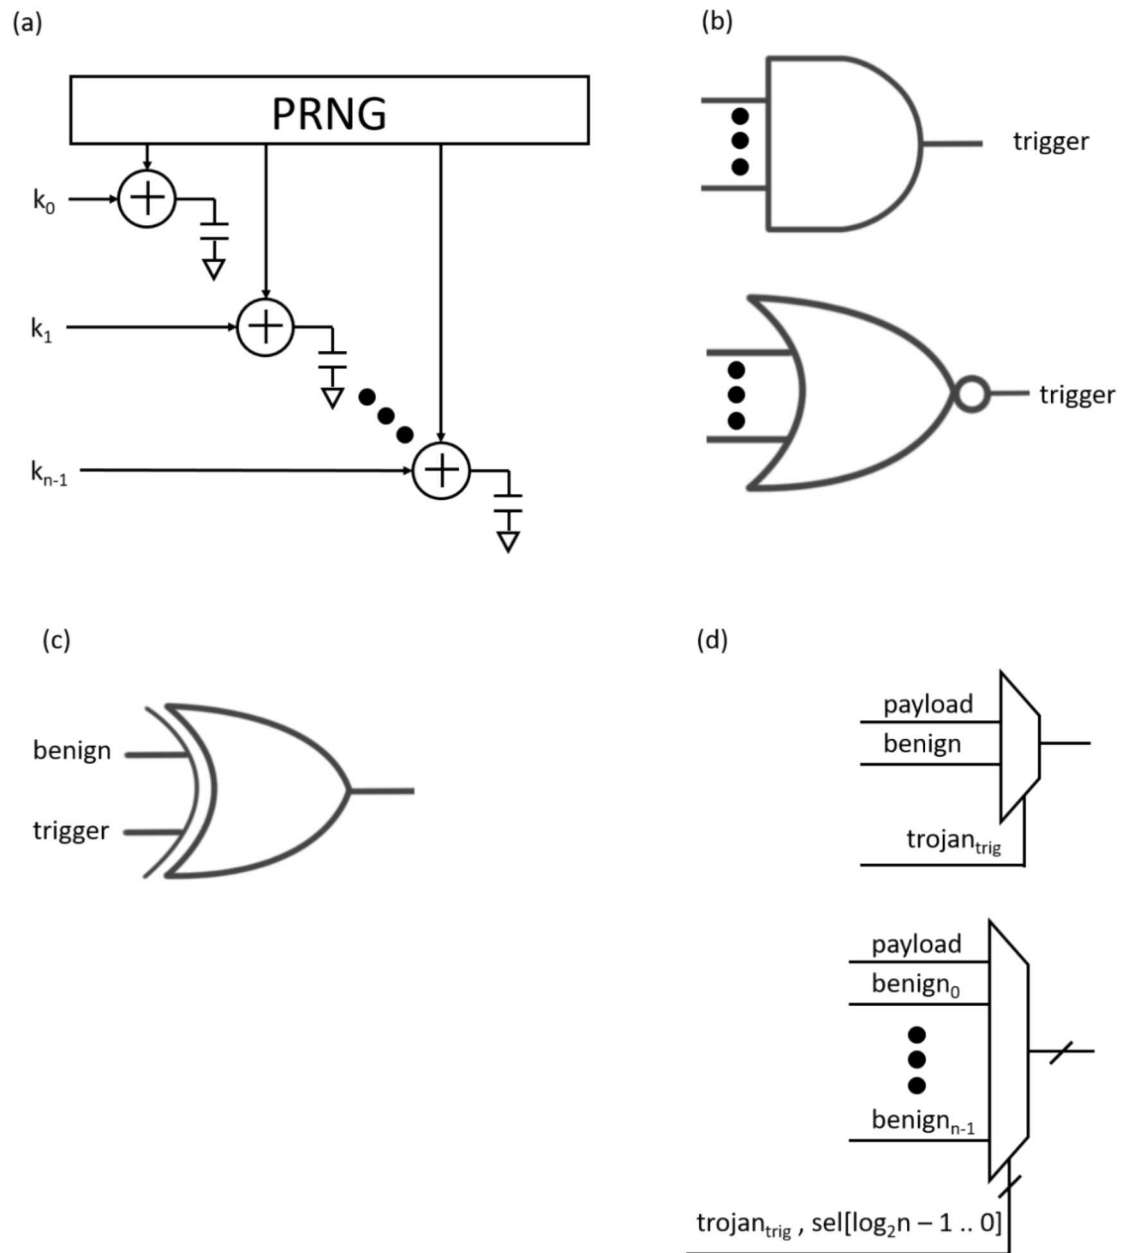 (a)
PRNG
k0
k1
kn-1
(b)
trigger
trigger
(c)
benign
trigger
(d)
payload
benign
trojantrig
payload
benign0
benignn-1
trojantrig , sel[log2n – 1 .. 0]